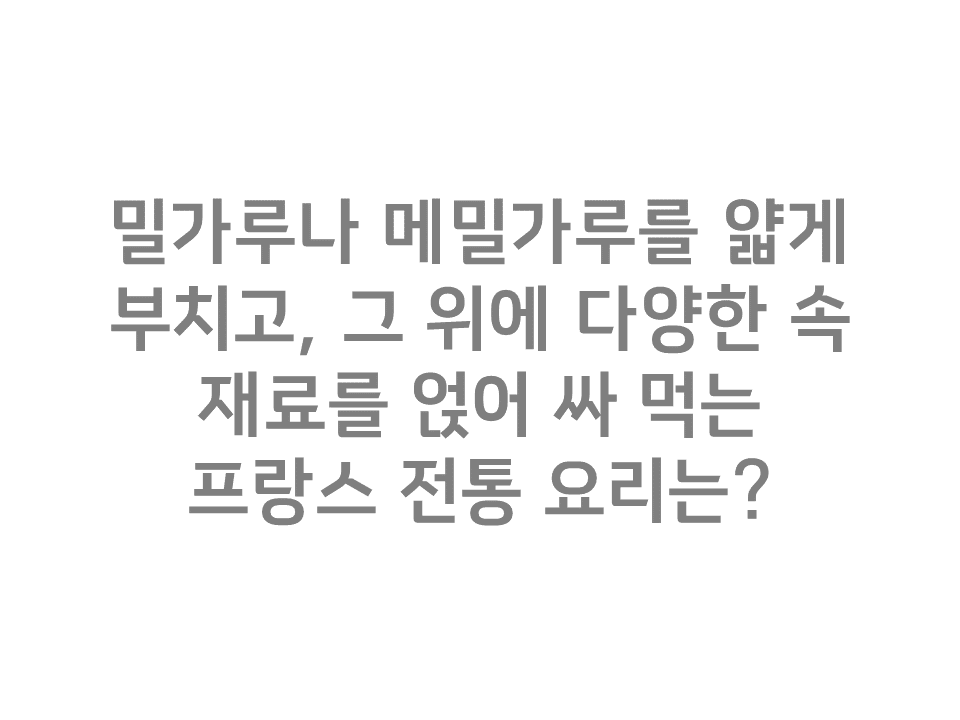 밀가루나 메밀가루를 얇게
부치고, 그 위에 다양한 속
재료를 얹어 싸 먹는
프랑스 전통 요리는?